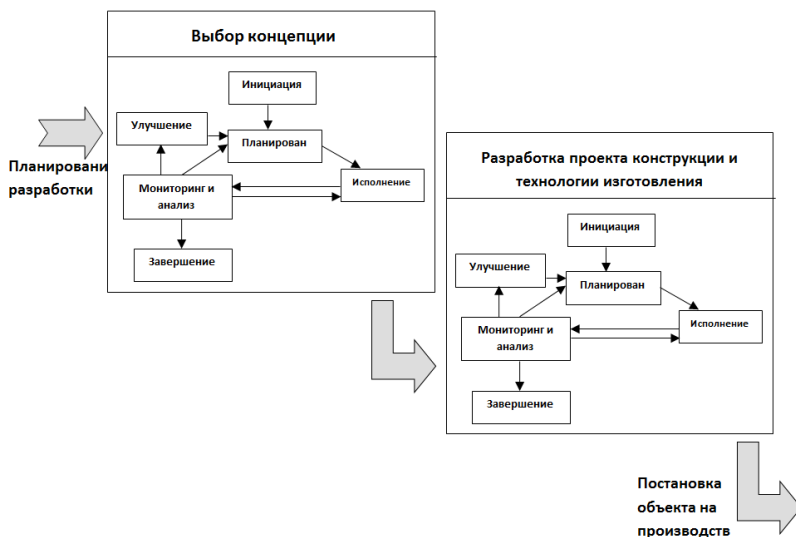 Выбор концепции
Инициация
Улучшение
Планирован
Планировани
разработки
Мониторинг и
анализ
Исполнение
Завершение
Разработка проекта конструкции и
технологии изготовления
Инициация
Улучшение
Планирован
Мониторинг и
анализ
Исполнение
Завершение
Постановка
объекта на
производств